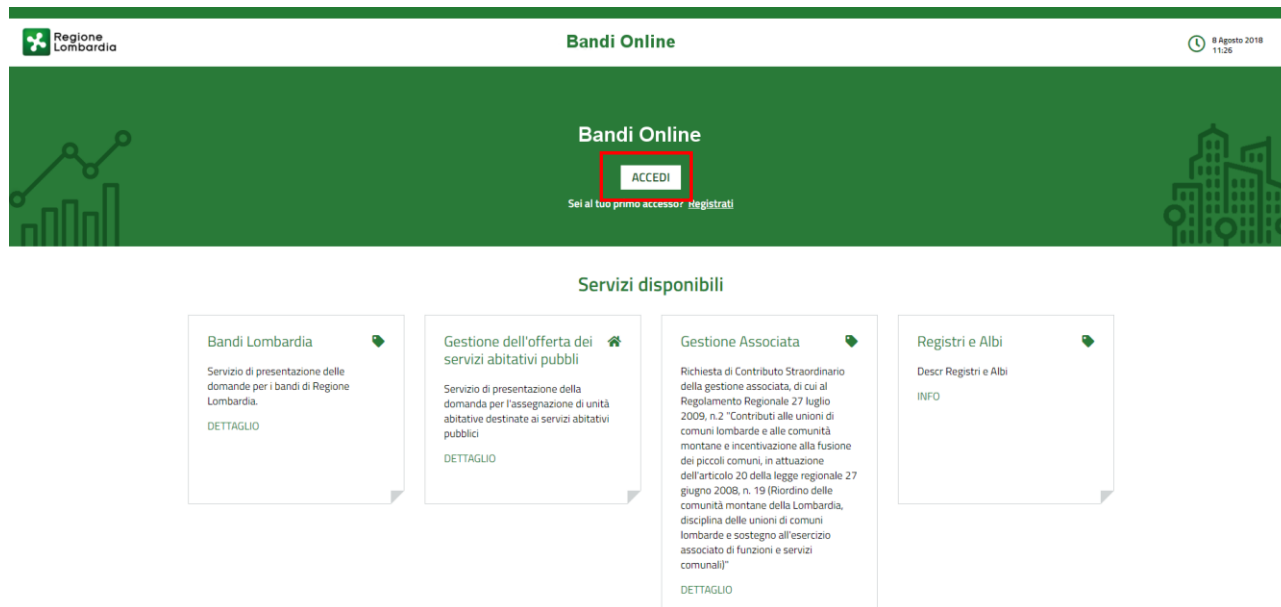 Regione
Lombardia
Bandi Online
8 Agosto 2018
11:26
Bandi Online
ACCEDI
Sei al tuo primo accesso? Registrati
Servizi disponibili
Bandi Lombardia
Servizio di presentazione delle
domande per i bandi di Regione
Lombardia.
DETTAGLIO
Gestione dell'offerta dei
servizi abitativi pubbli
Servizio di presentazione della
domanda per l'assegnazione di unità
abitative destinate ai servizi abitativi
pubblici
DETTAGLIO
Gestione Associata
Richiesta di Contributo Straordinario
della gestione associata, di cui al
Regolamento Regionale 27 luglio
2009, n.2 "Contributi alle unioni di
comuni lombarde e alle comunità
montane e incentivazione alla fusione
dei piccoli comuni, in attuazione
dell'articolo 20 della legge regionale 27
giugno 2008, n. 19 (Riordino delle
comunità montane della Lombardia,
disciplina delle unioni di comuni
lombarde e sostegno all'esercizio
associato di funzioni e servizi
comunali)"
DETTAGLIO
Registri e Albi
Descr Registri e Albi
INFO